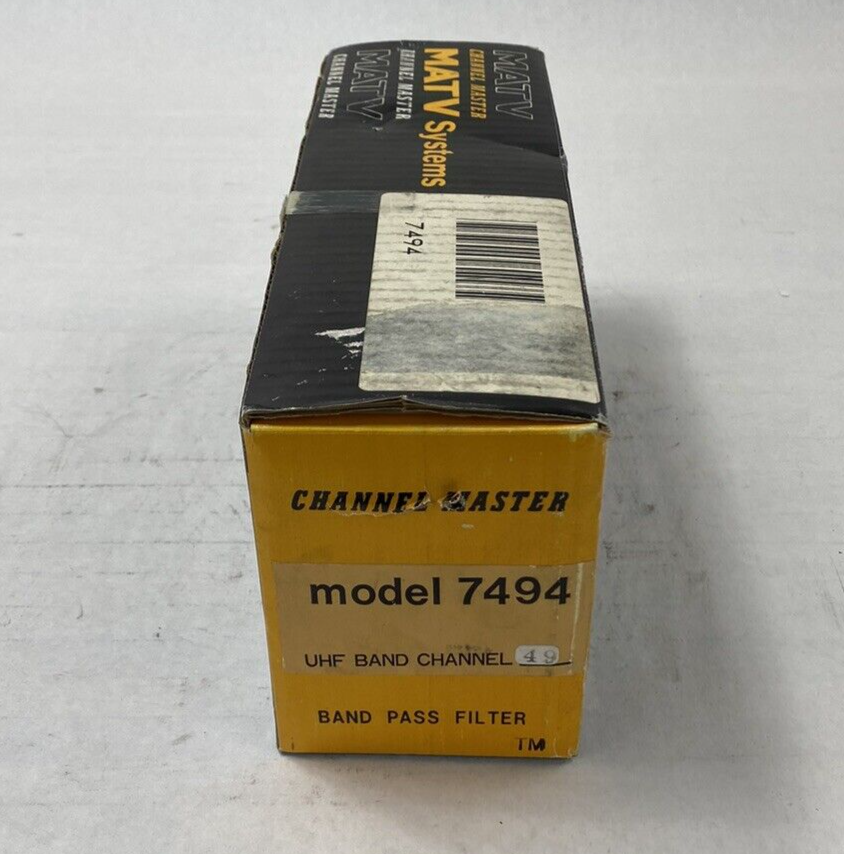 MATV
CHANNEL MASTER
MATV Systems
CHANNEL MASTER
MATV
CHANNEL MASTER
7494
CHANNEL MASTER
model 7494
UHF BAND CHANNEL 49
BAND PASS FILTER
TM